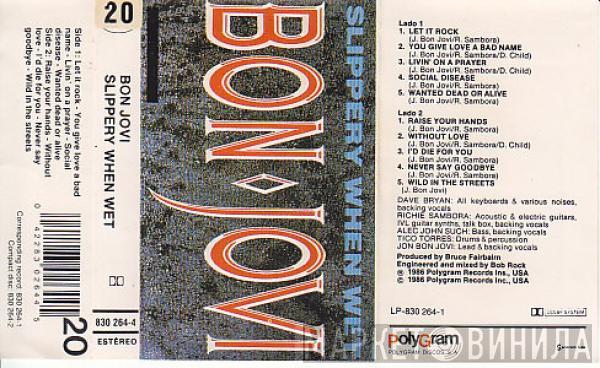 Side 1: Let it rock - You give love a bad
name - Livin' on a prayer - Social
disease - Wanted dead or alive
Side 2: Raise your hands - Without
love - I'd die for you - Never say
goodbye - Wild in the streets
0 42283 02644 5
Corresponding record: 830 264-1
Compact disc: 830 264-2
20
20
BON JOVI
SLIPPERY WHEN WET
830 264-4
ESTÉREO
SLIPPERY WHEN WET
BON JOVI
Lado 1
1. LET IT ROCK
(J. Bon Jovi/R. Sambora)
2. YOU GIVE LOVE A BAD NAME
(J. Bon Jovi/R. Sambora/D. Child)
3. LIVIN' ON A PRAYER
(J. Bon Jovi/R. Sambora/D. Child)
4. SOCIAL DISEASE
(J. Bon Jovi/R. Sambora)
5. WANTED DEAD OR ALIVE
(J. Bon Jovi/R. Sambora)
Lado 2
1. RAISE YOUR HANDS
(J. Bon Jovi/R. Sambora)
2. WITHOUT LOVE
(J. Bon Jovi/R. Sambora/D. Child)
3. I'D DIE FOR YOU
(J. Bon Jovi/R. Sambora/D. Child)
4. NEVER SAY GOODBYE
(J. Bon Jovi/R. Sambora)
5. WILD IN THE STREETS
(J. Bon Jovi)
DAVE BRYAN: All keyboards & various noises,
backing vocals
RICHIE SAMBORA: Acoustic & electric guitars,
IVL guitar synths, talk box, backing vocals
ALEC JOHN SUCH: Bass, backing vocals
TICO TORRES: Drums & percussion
JON BON JOVI: Lead & backing vocals
Produced by Bruce Fairbairn
Engineered and mixed by Bob Rock
℗ 1986 Polygram Records Inc., USA
© 1986 Polygram Records Inc., USA
LP-830 264-1
DOLBY SYSTEM
polyGram
POLYGRAM DISCOS S.A.
МАРКЕТ ВИНИЛА